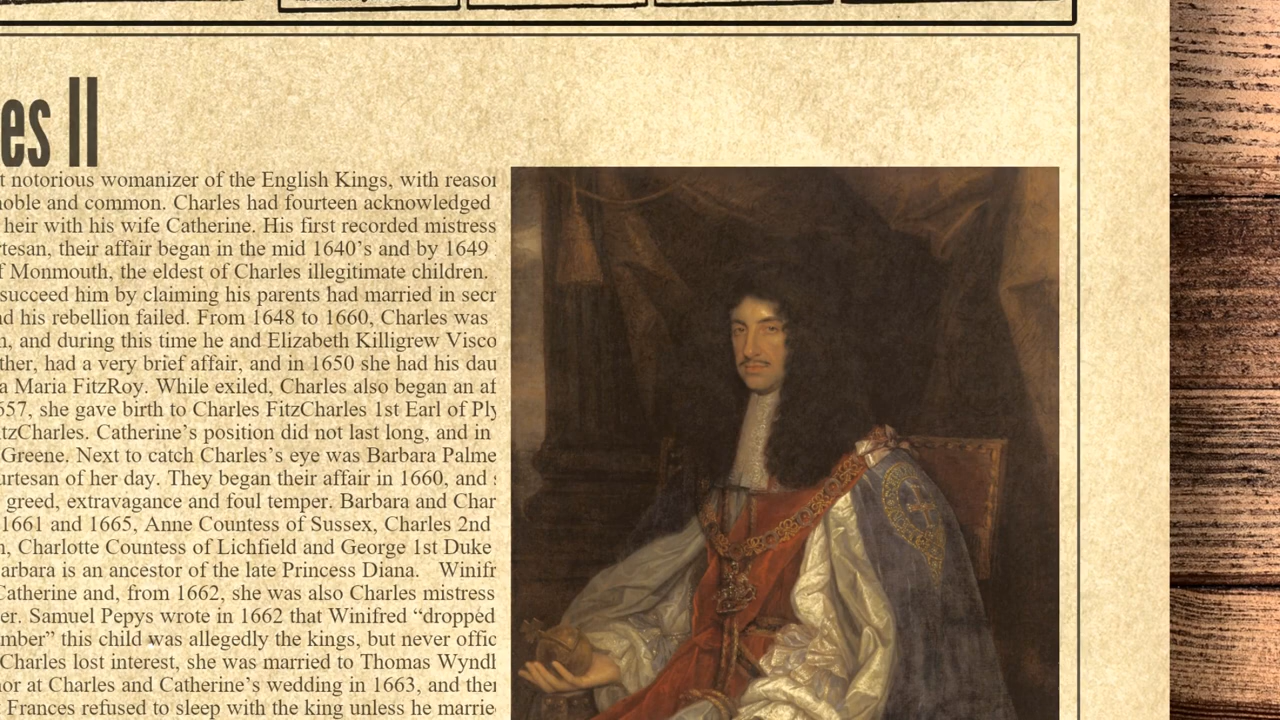 es II
t notorious womanizer of the English Kings, with reason
noble and common. Charles had fourteen acknowledged
heir with his wife Catherine. His first recorded mistress
rtesan, their affair began in the mid 1640’s and by 1649
f Monmouth, the eldest of Charles illegitimate children.
succeed him by claiming his parents had married in secr
nd his rebellion failed. From 1648 to 1660, Charles was
n, and during this time he and Elizabeth Killigrew Visco
ther, had a very brief affair, and in 1650 she had his dau
a Maria FitzRoy. While exiled, Charles also began an af
657, she gave birth to Charles FitzCharles 1st Earl of Ply
itzCharles. Catherine’s position did not last long, and in
Greene. Next to catch Charles’s eye was Barbara Palme
urtesan of her day. They began their affair in 1660, and s
greed, extravagance and foul temper. Barbara and Char
1661 and 1665, Anne Countess of Sussex, Charles 2nd
n, Charlotte Countess of Lichfield and George 1st Duke
arbara is an ancestor of the late Princess Diana. Winifr
Catherine and, from 1662, she was also Charles mistress
er. Samuel Pepys wrote in 1662 that Winifred “dropped
mber” this child was allegedly the kings, but never offic
Charles lost interest, she was married to Thomas Wyndl
nor at Charles and Catherine’s wedding in 1663, and ther
Frances refused to sleep with the king unless he marrie